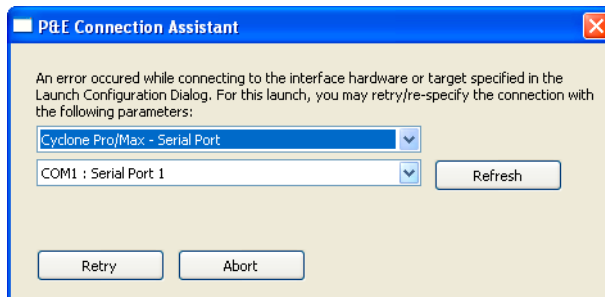 P&E Connection Assistant
An error occured while connecting to the interface hardware or target specified in the
Launch Configuration Dialog. For this launch, you may retry/re-specify the connection with
the following parameters:
Cyclone Pro/Max - Serial Port
COM1 : Serial Port 1
Refresh
Retry
Abort